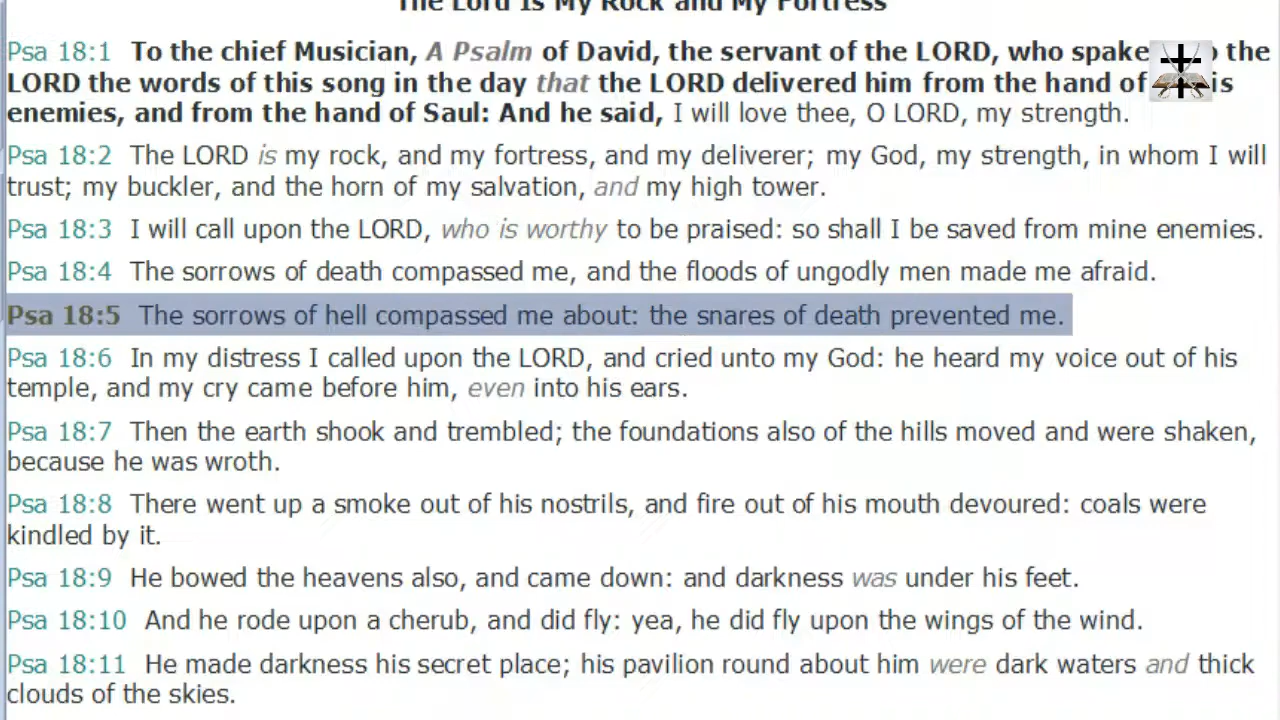 The Lord Is My Rock and My Fortress
Psa 18:1 To the chief Musician, A Psalm of David, the servant of the LORD, who spake the
LORD the words of this song in the day that the LORD delivered him from the hand of
enemies, and from the hand of Saul: And he said, I will love thee, O LORD, my strength.
Psa 18:2 The LORD is my rock, and my fortress, and my deliverer; my God, my strength, in whom I will
trust; my buckler, and the horn of my salvation, and my high tower.
Psa 18:3 I will call upon the LORD, who is worthy to be praised: so shall I be saved from mine enemies.
Psa 18:4 The sorrows of death compassed me, and the floods of ungodly men made me afraid.
Psa 18:5 The sorrows of hell compassed me about: the snares of death prevented me.
Psa 18:6 In my distress I called upon the LORD, and cried unto my God: he heard my voice out of his
temple, and my cry came before him, even into his ears.
Psa 18:7 Then the earth shook and trembled; the foundations also of the hills moved and were shaken,
because he was wroth.
Psa 18:8 There went up a smoke out of his nostrils, and fire out of his mouth devoured: coals were
kindled by it.
Psa 18:9 He bowed the heavens also, and came down: and darkness was under his feet.
Psa 18:10 And he rode upon a cherub, and did fly: yea, he did fly upon the wings of the wind.
Psa 18:11 He made darkness his secret place; his pavilion round about him were dark waters and thick
clouds of the skies.